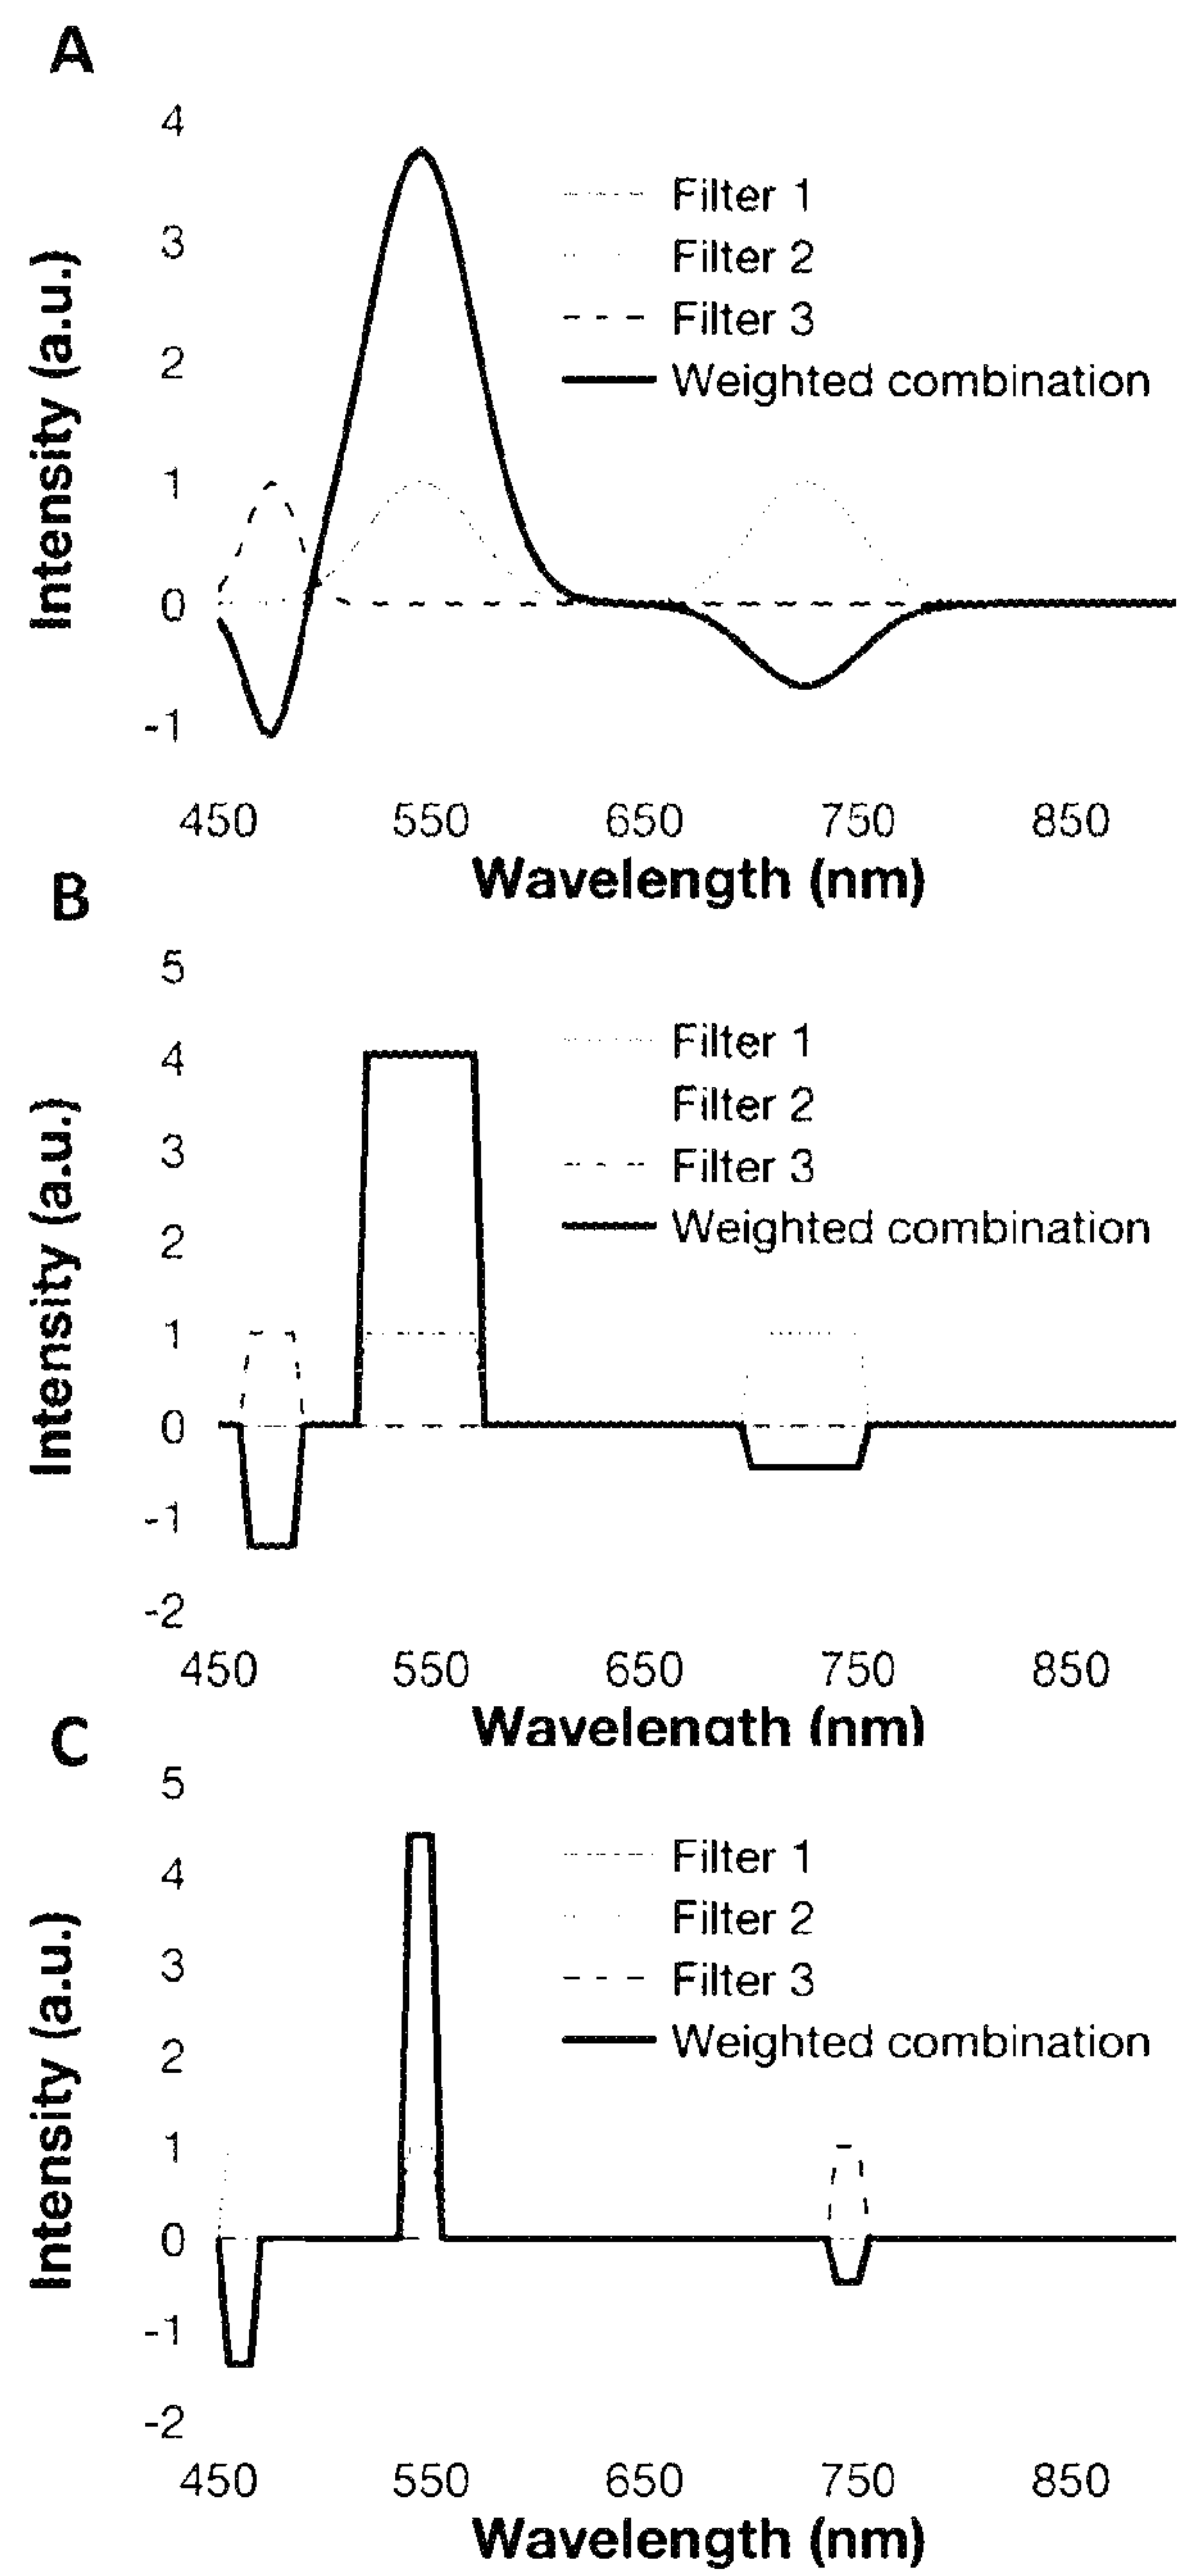 A
4
3
2
1
0
-1
Intensity (a.u.)
Filter 1
Filter 2
Filter 3
Weighted combination
450 550 650 750 850
Wavelength (nm)
B
5
4
3
2
1
0
-1
-2
Intensity (a.u.)
Filter 1
Filter 2
Filter 3
Weighted combination
450 550 650 750 850
Wavelength (nm)
C
5
4
3
2
1
0
-1
-2
Intensity (a.u.)
Filter 1
Filter 2
Filter 3
Weighted combination
450 550 650 750 850
Wavelength (nm)